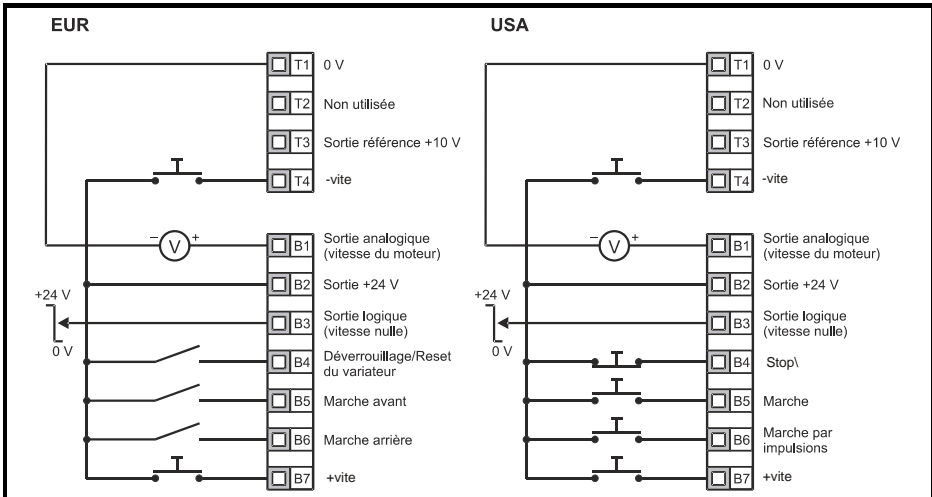 EUR
T1 0 V
T2 Non utilisée
T3 Sortie référence +10 V
T4 -vite
− V +
B1 Sortie analogique
(vitesse du moteur)
B2 Sortie +24 V
+24 V
0 V
B3 Sortie logique
(vitesse nulle)
B4 Déverrouillage/Reset
du variateur
B5 Marche avant
B6 Marche arrière
B7 +vite
USA
T1 0 V
T2 Non utilisée
T3 Sortie référence +10 V
T4 -vite
− V +
B1 Sortie analogique
(vitesse du moteur)
B2 Sortie +24 V
+24 V
0 V
B3 Sortie logique
(vitesse nulle)
B4 Stop\
B5 Marche
B6 Marche par
impulsions
B7 +vite